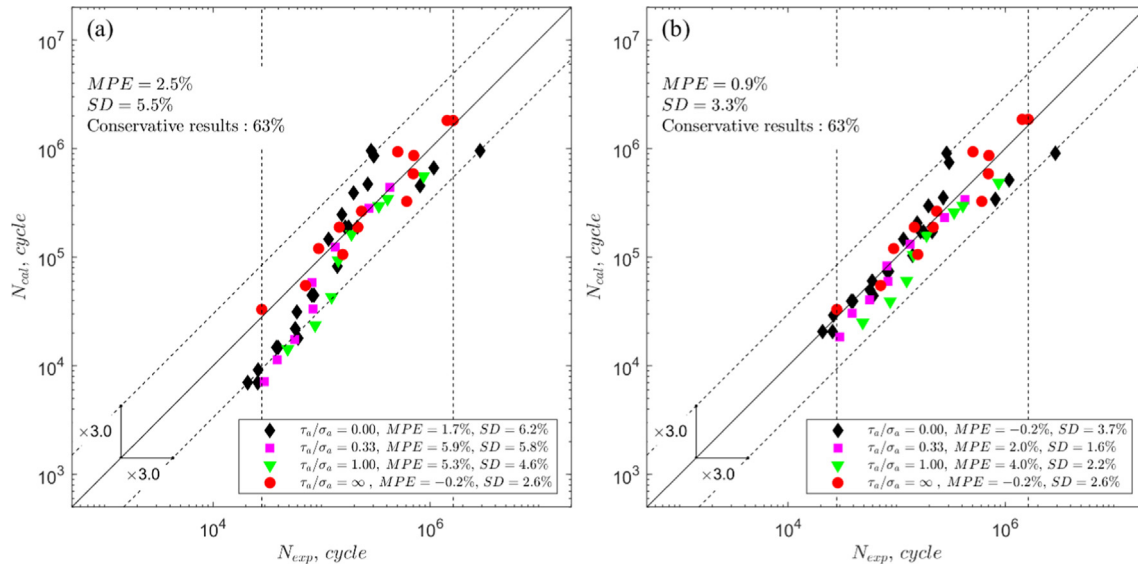 (a)
10^7
MPE = 2.5%
SD = 5.5%
Conservative results : 63%
10^6
10^5
10^4
10^3
N_cal, cycle
×3.0
×3.0
τ_a/σ_a = 0.00, MPE = 1.7%, SD = 6.2%
τ_a/σ_a = 0.33, MPE = 5.9%, SD = 5.8%
τ_a/σ_a = 1.00, MPE = 5.3%, SD = 4.6%
τ_a/σ_a = ∞ , MPE = −0.2%, SD = 2.6%
10^4 10^6
N_exp, cycle
(b)
10^7
MPE = 0.9%
SD = 3.3%
Conservative results : 63%
10^6
10^5
10^4
10^3
N_cal, cycle
×3.0
×3.0
τ_a/σ_a = 0.00, MPE = −0.2%, SD = 3.7%
τ_a/σ_a = 0.33, MPE = 2.0%, SD = 1.6%
τ_a/σ_a = 1.00, MPE = 4.0%, SD = 2.2%
τ_a/σ_a = ∞ , MPE = −0.2%, SD = 2.6%
10^4 10^6
N_exp, cycle